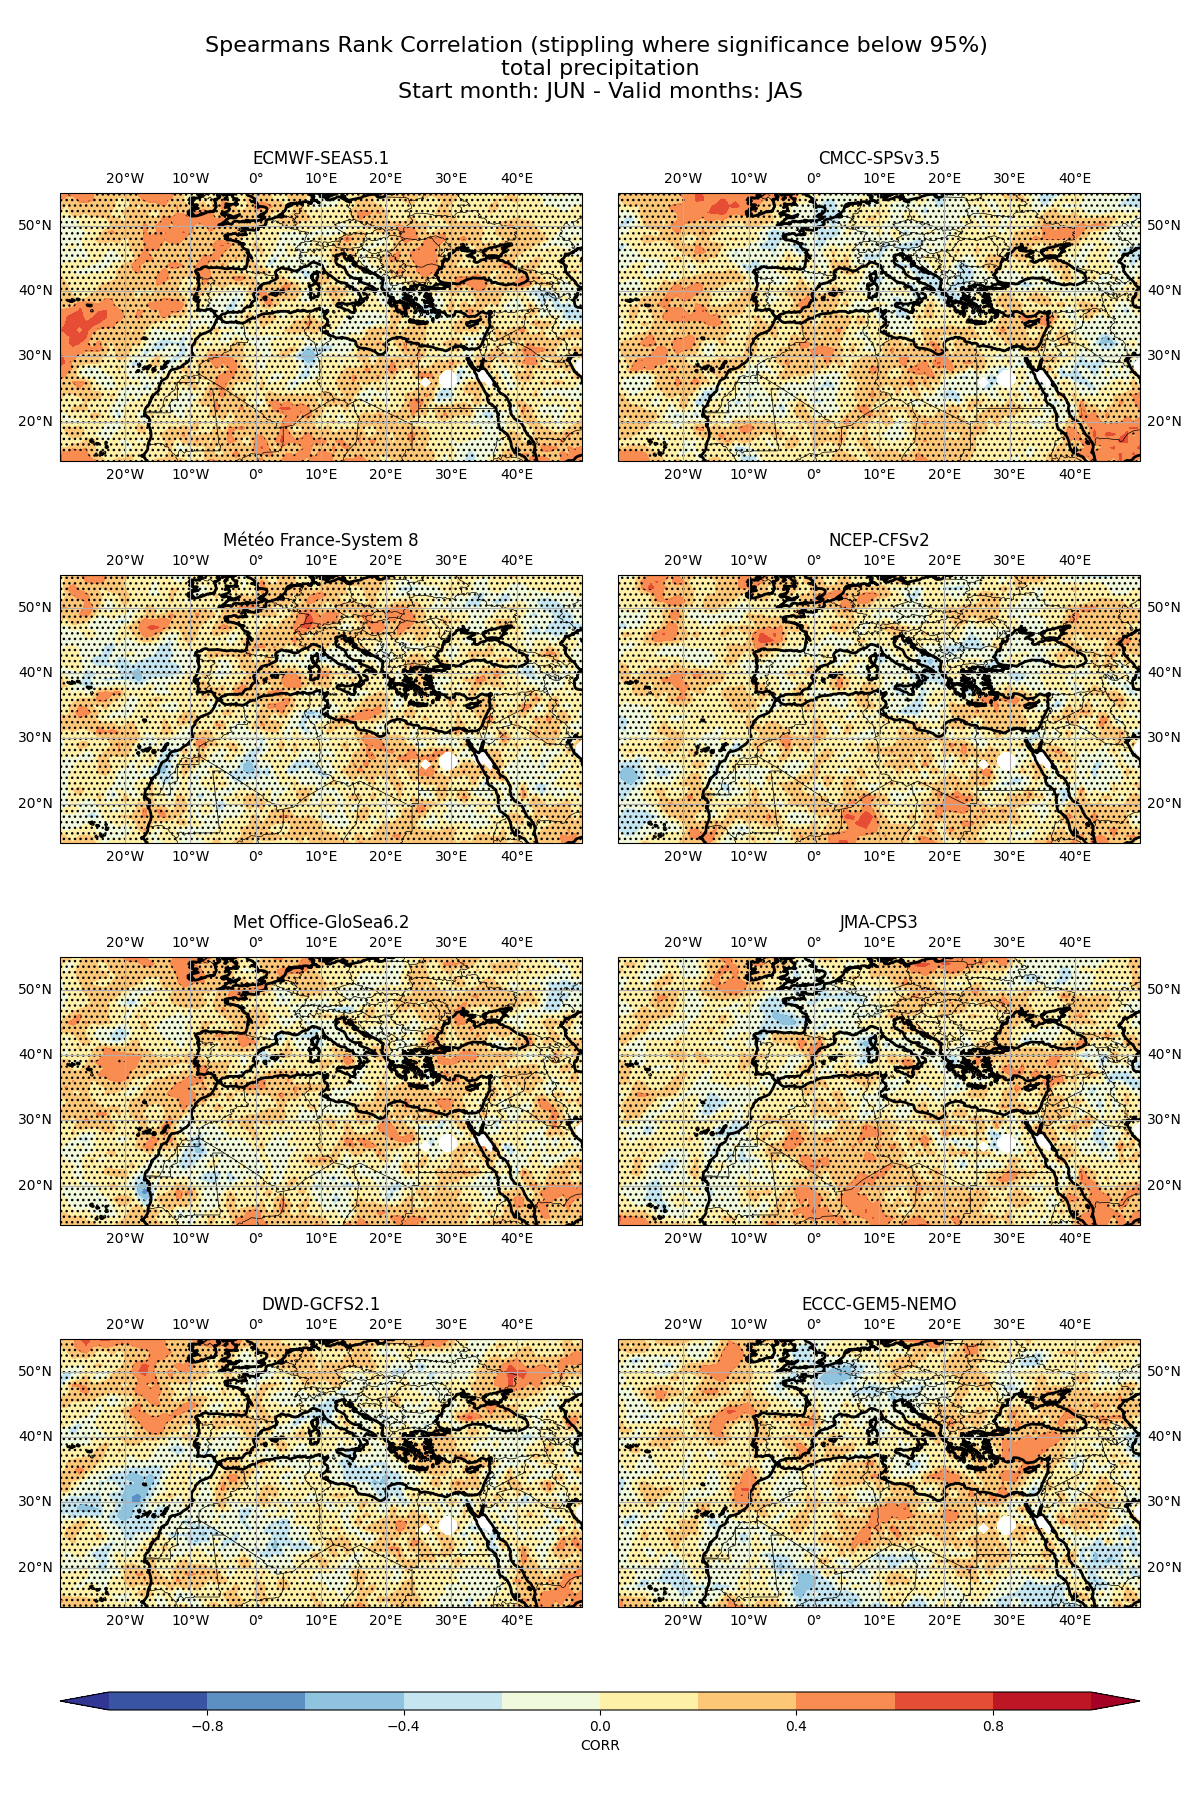 Spearmans Rank Correlation (stippling where significance below 95%)
total precipitation
Start month: JUN - Valid months: JAS
ECMWF-SEAS5.1
20°W 10°W 0° 10°E 20°E 30°E 40°E
50°N
40°N
30°N
20°N
20°W 10°W 0° 10°E 20°E 30°E 40°E
CMCC-SPSv3.5
20°W 10°W 0° 10°E 20°E 30°E 40°E
50°N
40°N
30°N
20°N
20°W 10°W 0° 10°E 20°E 30°E 40°E
Météo France-System 8
20°W 10°W 0° 10°E 20°E 30°E 40°E
50°N
40°N
30°N
20°N
20°W 10°W 0° 10°E 20°E 30°E 40°E
NCEP-CFSv2
20°W 10°W 0° 10°E 20°E 30°E 40°E
50°N
40°N
30°N
20°N
20°W 10°W 0° 10°E 20°E 30°E 40°E
Met Office-GloSea6.2
20°W 10°W 0° 10°E 20°E 30°E 40°E
50°N
40°N
30°N
20°N
20°W 10°W 0° 10°E 20°E 30°E 40°E
JMA-CPS3
20°W 10°W 0° 10°E 20°E 30°E 40°E
50°N
40°N
30°N
20°N
20°W 10°W 0° 10°E 20°E 30°E 40°E
DWD-GCFS2.1
20°W 10°W 0° 10°E 20°E 30°E 40°E
50°N
40°N
30°N
20°N
20°W 10°W 0° 10°E 20°E 30°E 40°E
ECCC-GEM5-NEMO
20°W 10°W 0° 10°E 20°E 30°E 40°E
50°N
40°N
30°N
20°N
20°W 10°W 0° 10°E 20°E 30°E 40°E
−0.8 −0.4 0.0 0.4 0.8
CORR